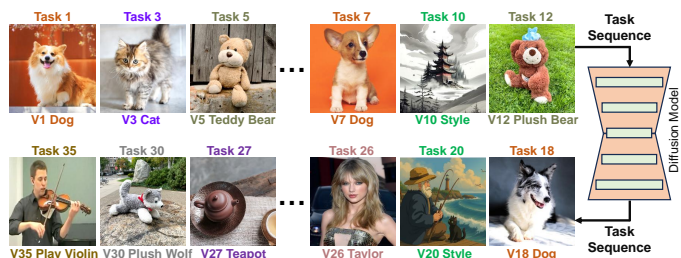 Task 1 Task 3 Task 5 Task 7 Task 10 Task 12
Task
Sequence
V1 Dog V3 Cat V5 Teddy Bear ... V7 Dog V10 Style V12 Plush Bear
Diffusion Model
Task 35 Task 30 Task 27 Task 26 Task 20 Task 18
V35 Play Violin V30 Plush Wolf V27 Teapot ... V26 Taylor V20 Style V18 Dog
Task
Sequence